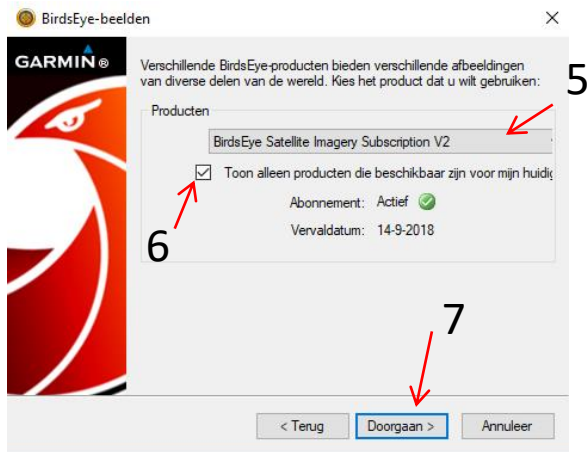 BirdsEye-beelden
GARMIN®
Verschillende BirdsEye-producten bieden verschillende afbeeldingen
van diverse delen van de wereld. Kies het product dat u wilt gebruiken:
5
Producten
BirdsEye Satellite Imagery Subscription V2
Toon alleen producten die beschikbaar zijn voor mijn huidig
Abonnement: Actief
6
Vervaldatum: 14-9-2018
7
< Terug Doorgaan > Annuleer